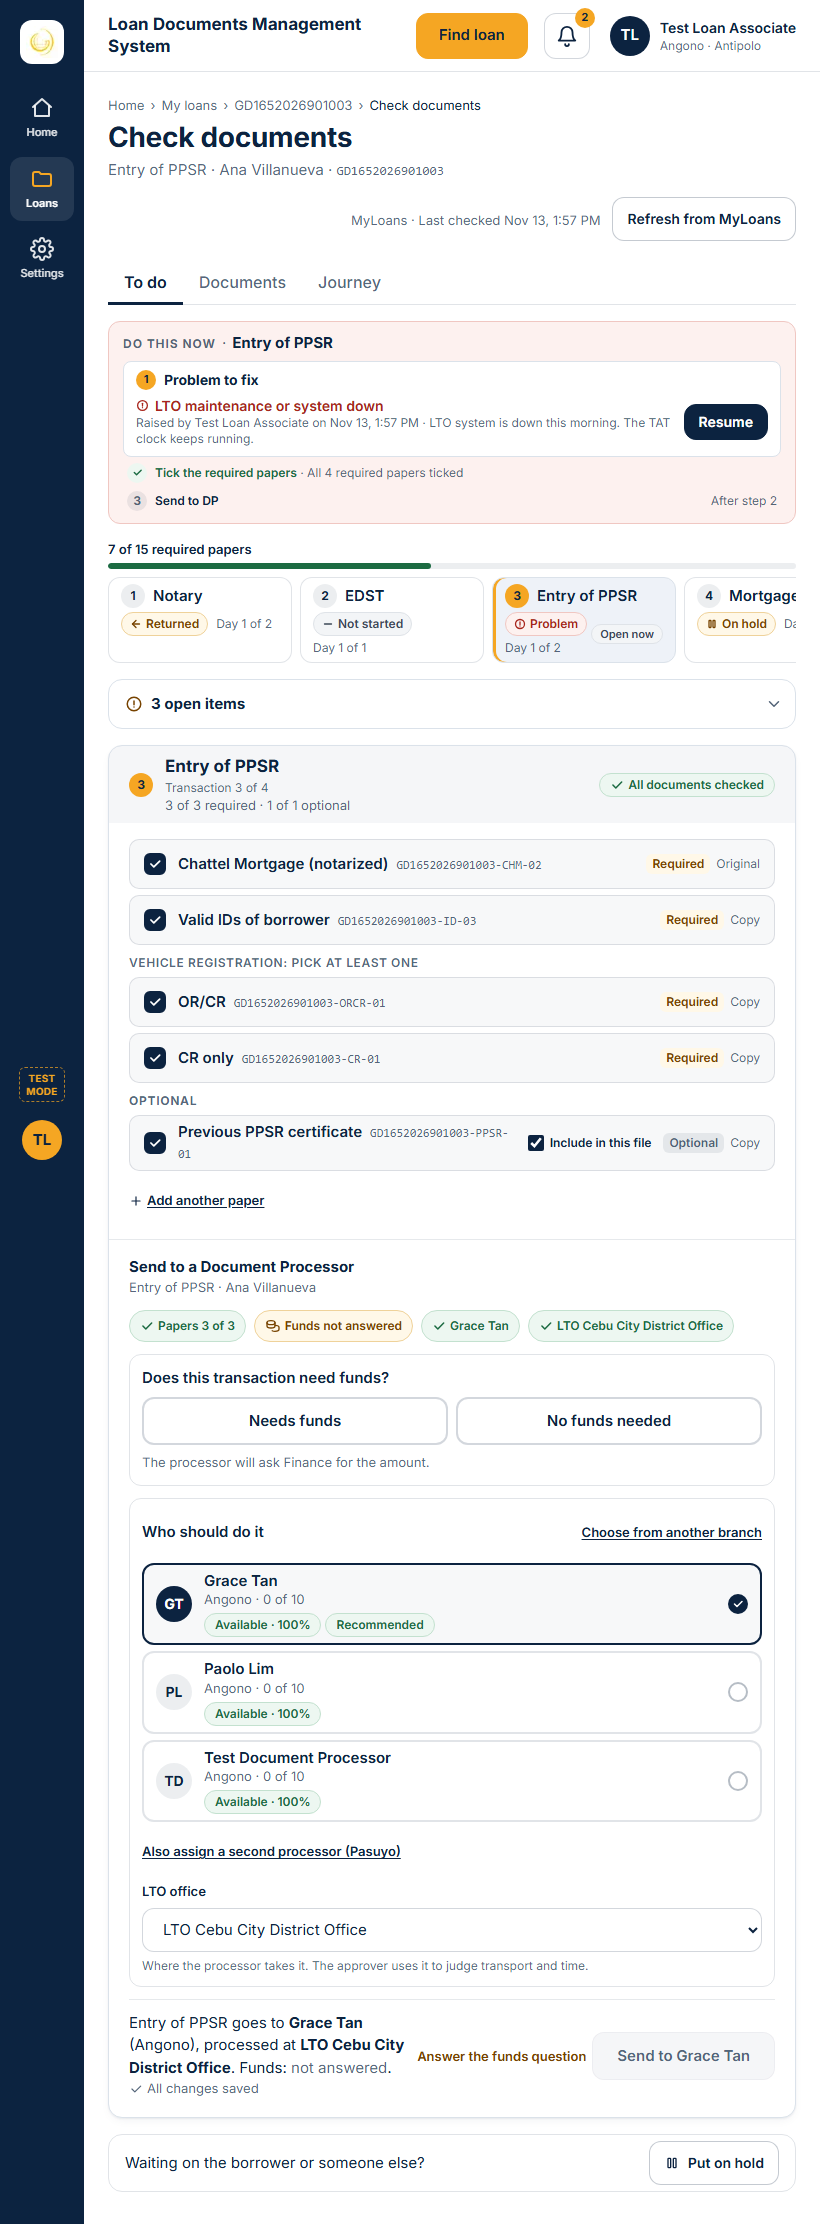 Loan Documents Management System
Find loan
2
TL
Test Loan Associate
Angono · Antipolo
Home
Loans
Settings
TEST MODE
TL
Home › My loans › GD1652026901003 › Check documents
Check documents
Entry of PPSR · Ana Villanueva · GD1652026901003
MyLoans · Last checked Nov 13, 1:57 PM
Refresh from MyLoans
To do
Documents
Journey
DO THIS NOW · Entry of PPSR
1 Problem to fix
LTO maintenance or system down
Raised by Test Loan Associate on Nov 13, 1:57 PM · LTO system is down this morning. The TAT clock keeps running.
Resume
Tick the required papers · All 4 required papers ticked
3 Send to DP
After step 2
7 of 15 required papers
1 Notary
Returned
Day 1 of 2
2 EDST
Not started
Day 1 of 1
3 Entry of PPSR
Problem
Open now
Day 1 of 2
4 Mortgage
On hold
Da
3 open items
3
Entry of PPSR
Transaction 3 of 4
3 of 3 required · 1 of 1 optional
All documents checked
Chattel Mortgage (notarized) GD1652026901003-CHM-02
Required Original
Valid IDs of borrower GD1652026901003-ID-03
Required Copy
VEHICLE REGISTRATION: PICK AT LEAST ONE
OR/CR GD1652026901003-ORCR-01
Required Copy
CR only GD1652026901003-CR-01
Required Copy
OPTIONAL
Previous PPSR certificate GD1652026901003-PPSR-01
Include in this file
Optional Copy
+ Add another paper
Send to a Document Processor
Entry of PPSR · Ana Villanueva
Papers 3 of 3
Funds not answered
Grace Tan
LTO Cebu City District Office
Does this transaction need funds?
Needs funds
No funds needed
The processor will ask Finance for the amount.
Who should do it
Choose from another branch
GT
Grace Tan
Angono · 0 of 10
Available · 100%
Recommended
PL
Paolo Lim
Angono · 0 of 10
Available · 100%
TD
Test Document Processor
Angono · 0 of 10
Available · 100%
Also assign a second processor (Pasuyo)
LTO office
LTO Cebu City District Office
Where the processor takes it. The approver uses it to judge transport and time.
Entry of PPSR goes to Grace Tan
(Angono), processed at LTO Cebu City
District Office. Funds: not answered.
All changes saved
Answer the funds question
Send to Grace Tan
Waiting on the borrower or someone else?
Put on hold